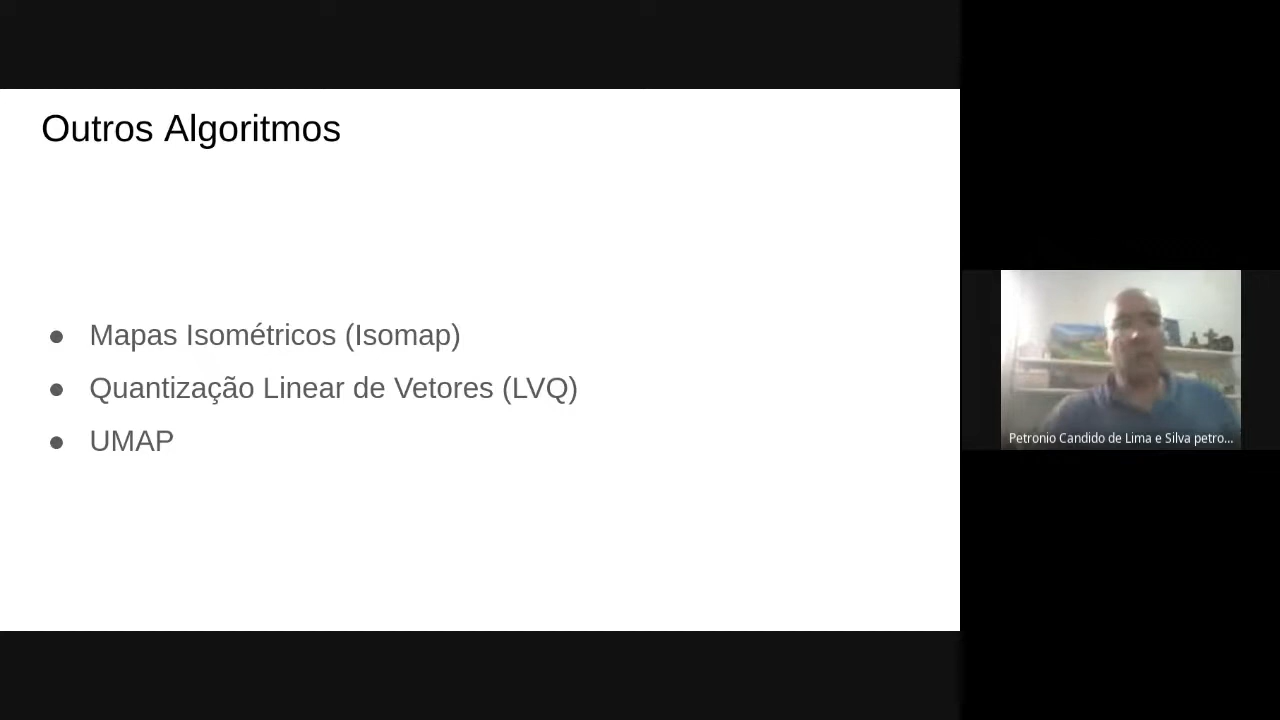 Outros Algoritmos
● Mapas Isométricos (Isomap)
● Quantização Linear de Vetores (LVQ)
● UMAP
Petronio Candido de Lima e Silva petro...